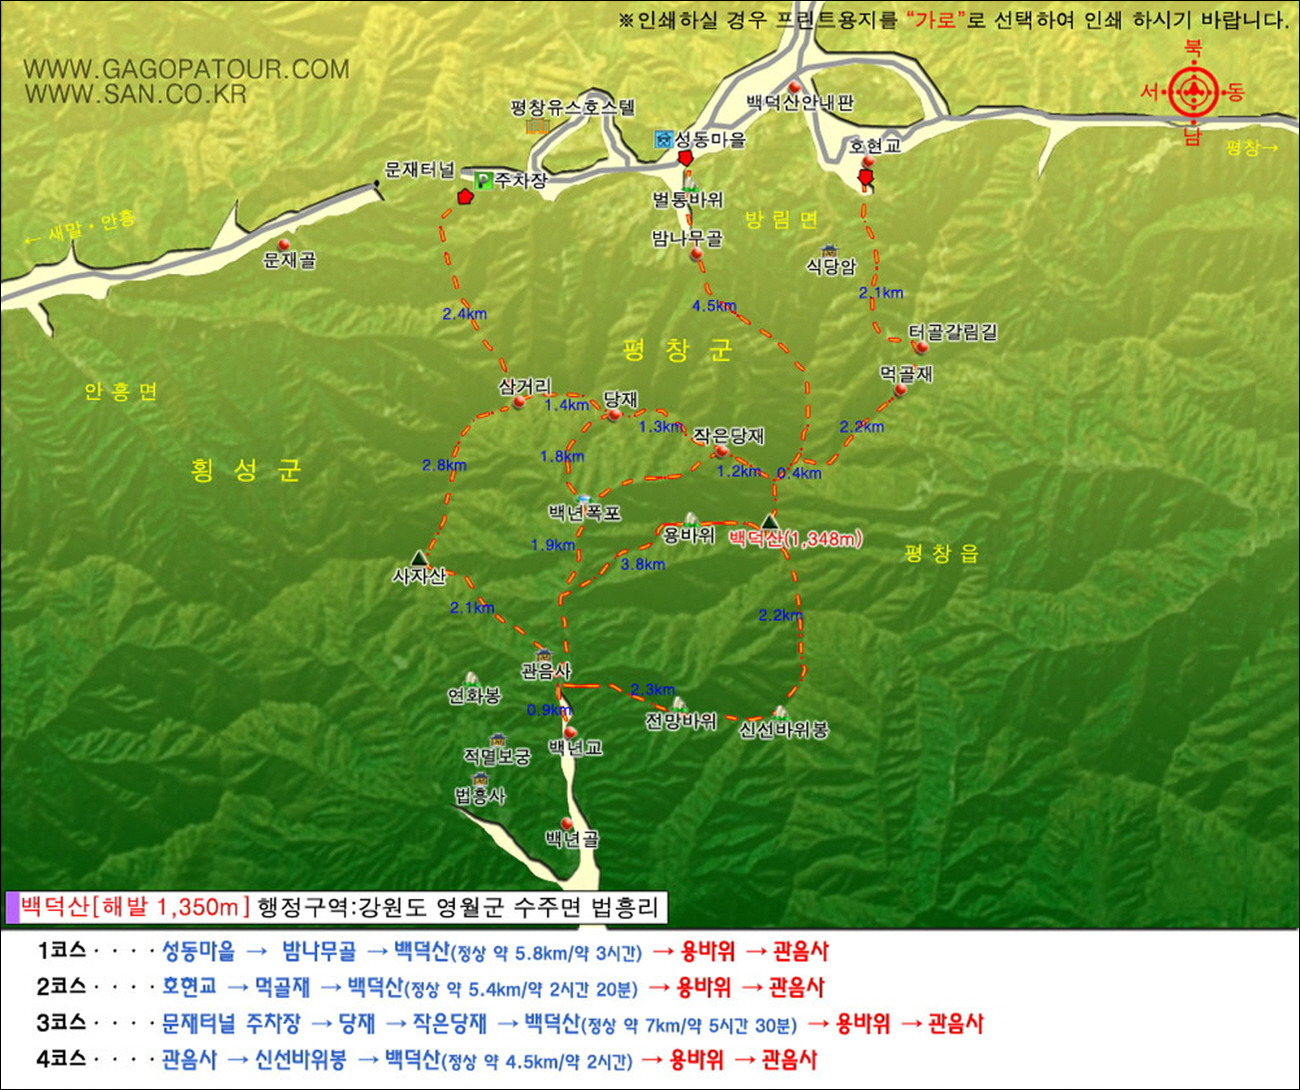 ※인쇄하실 경우 프린트용지를 “가로”로 선택하여 인쇄 하시기 바랍니다.
WWW.GAGOPATOUR.COM
WWW.SAN.CO.KR
북
서 동
남
평창→
평창유스호스텔
백덕산안내판
성동마을
호현교
문재터널
P 주차장
벌통바위
방림면
← 새말·안흥
문재골
밤나무골
식당암
2.4km
4.5km
2.1km
터골갈림길
평창군
안흥면
삼거리
당재
먹골재
1.4km
1.3km
작은당재
2.2km
횡성군
2.8km
1.8km
1.2km
0.4km
백년폭포
용바위
백덕산(1,348m)
평창읍
1.9km
3.8km
사자산
2.1km
2.2km
관음사
연화봉
2.3km
0.9km
전망바위
신선바위봉
적멸보궁
백년교
법흥사
백년골
백덕산[해발 1,350m] 행정구역:강원도 영월군 수주면 법흥리
1코스 · · · · 성동마을 → 밤나무골 → 백덕산(정상 약 5.8km/약 3시간) → 용바위 → 관음사
2코스 · · · · 호현교 → 먹골재 → 백덕산(정상 약 5.4km/약 2시간 20분) → 용바위 → 관음사
3코스 · · · · 문재터널 주차장 → 당재 → 작은당재 → 백덕산(정상 약 7km/약 5시간 30분) → 용바위 → 관음사
4코스 · · · · 관음사 → 신선바위봉 → 백덕산(정상 약 4.5km/약 2시간) → 용바위 → 관음사